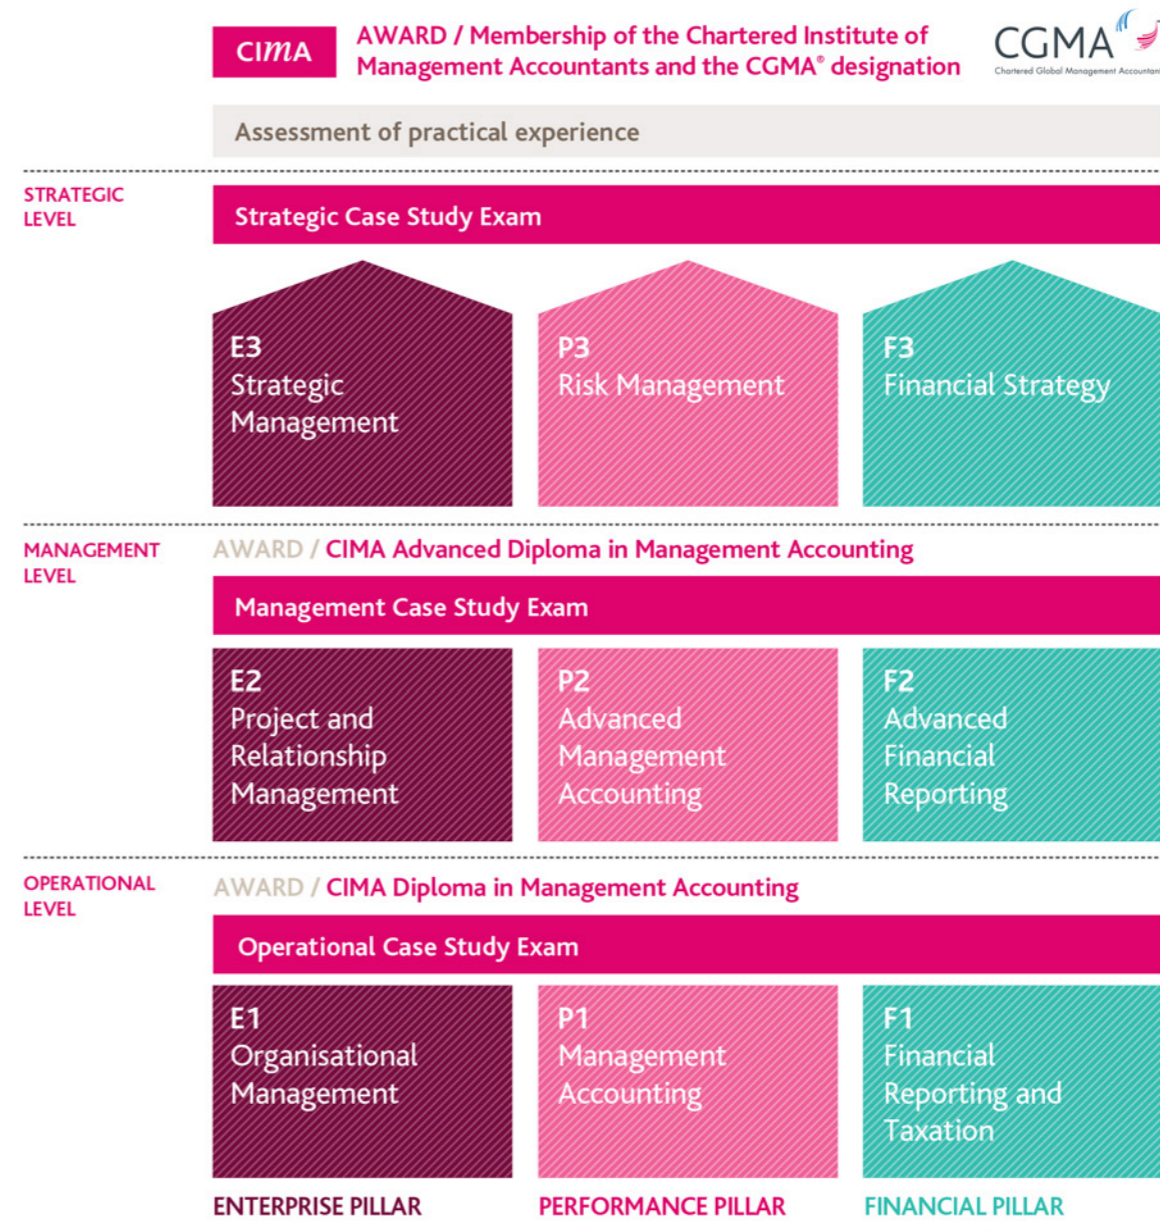 CIMA
AWARD / Membership of the Chartered Institute of
Management Accountants and the CGMA® designation
CGMA
Chartered Global Management Accountant
Assessment of practical experience
STRATEGIC
LEVEL
Strategic Case Study Exam
E3
Strategic
Management
P3
Risk Management
F3
Financial Strategy
MANAGEMENT
LEVEL
AWARD / CIMA Advanced Diploma in Management Accounting
Management Case Study Exam
E2
Project and
Relationship
Management
P2
Advanced
Management
Accounting
F2
Advanced
Financial
Reporting
OPERATIONAL
LEVEL
AWARD / CIMA Diploma in Management Accounting
Operational Case Study Exam
E1
Organisational
Management
P1
Management
Accounting
F1
Financial
Reporting and
Taxation
ENTERPRISE PILLAR
PERFORMANCE PILLAR
FINANCIAL PILLAR